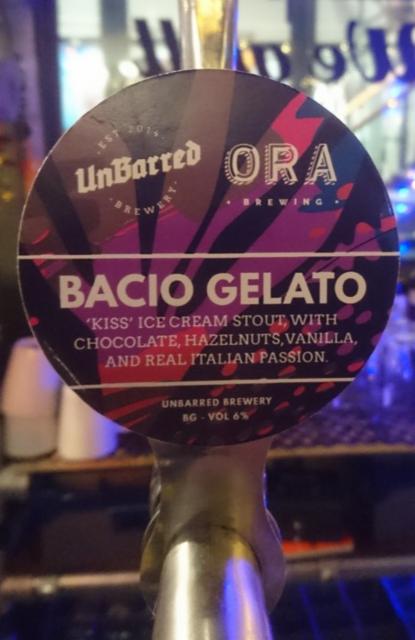 EST 2014
UnBarred
BREWERY
ORA
BREWING
BACIO GELATO
'KISS' ICE CREAM STOUT WITH
CHOCOLATE, HAZELNUTS, VANILLA,
AND REAL ITALIAN PASSION.
UNBARRED BREWERY
BG - VOL 6%